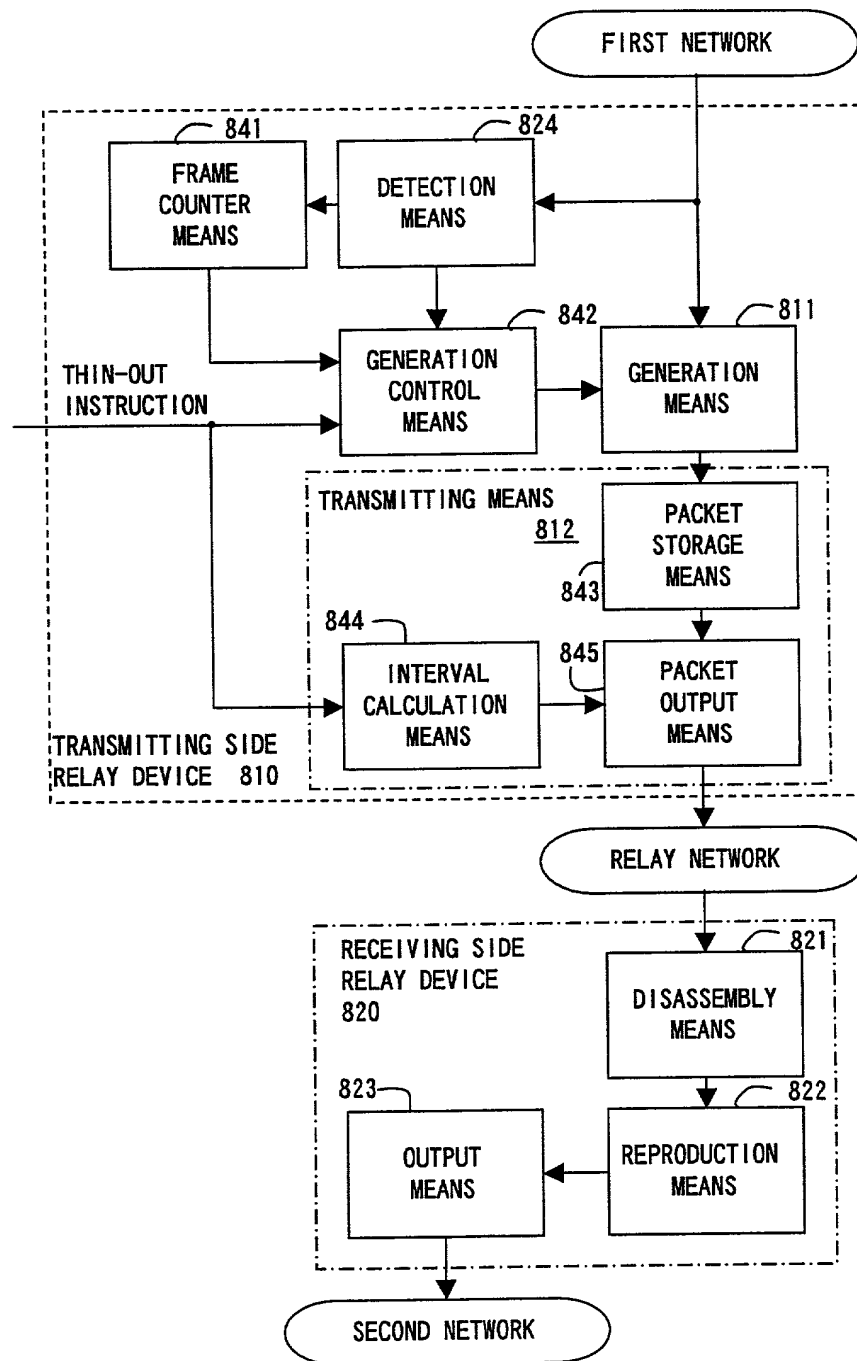 FIRST NETWORK
841
824
FRAME
COUNTER
MEANS
DETECTION
MEANS
842
811
THIN-OUT
INSTRUCTION
GENERATION
CONTROL
MEANS
GENERATION
MEANS
TRANSMITTING MEANS
812
PACKET
STORAGE
MEANS
843
844
845
INTERVAL
CALCULATION
MEANS
PACKET
OUTPUT
MEANS
TRANSMITTING SIDE
RELAY DEVICE 810
RELAY NETWORK
RECEIVING SIDE
RELAY DEVICE
820
821
DISASSEMBLY
MEANS
823
822
OUTPUT
MEANS
REPRODUCTION
MEANS
SECOND NETWORK